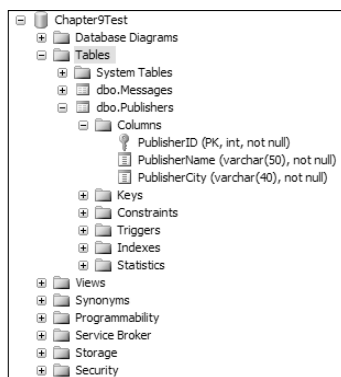 Chapter9Test
Database Diagrams
Tables
System Tables
dbo.Messages
dbo.Publishers
Columns
PublisherID (PK, int, not null)
PublisherName (varchar(50), not null)
PublisherCity (varchar(40), not null)
Keys
Constraints
Triggers
Indexes
Statistics
Views
Synonyms
Programmability
Service Broker
Storage
Security